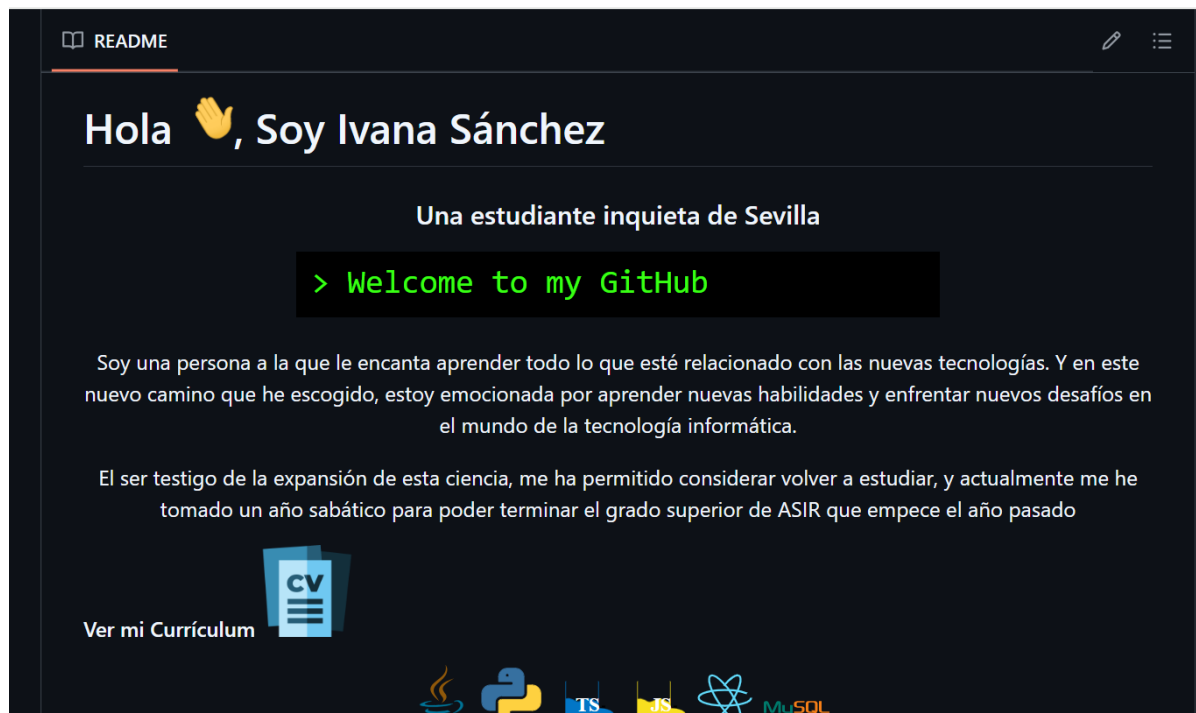 README
Hola 👋, Soy Ivana Sánchez
Una estudiante inquieta de Sevilla
> Welcome to my GitHub
Soy una persona a la que le encanta aprender todo lo que esté relacionado con las nuevas tecnologías. Y en este
nuevo camino que he escogido, estoy emocionada por aprender nuevas habilidades y enfrentar nuevos desafíos en
el mundo de la tecnología informática.
El ser testigo de la expansión de esta ciencia, me ha permitido considerar volver a estudiar, y actualmente me he
tomado un año sabático para poder terminar el grado superior de ASIR que empece el año pasado
CV
Ver mi Currículum
TS JS MySQL